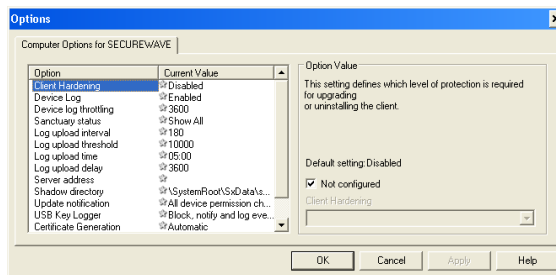 Options
Computer Options for SECUREWAVE
Option Current Value
Client Hardening Disabled
Device Log Enabled
Device log throttling 3600
Sanctuary status Show All
Log upload interval 180
Log upload threshold 10000
Log upload time 05:00
Log upload delay 3600
Server address
Shadow directory \SystemRoot\SxData\s...
Update notification All device permission ch...
USB Key Logger Block, notify and log eve...
Certificate Generation Automatic
Option Value
This setting defines which level of protection is required
for upgrading
or uninstalling the client.
Default setting:Disabled
Not configured
Client Hardening
OK Cancel Apply Help